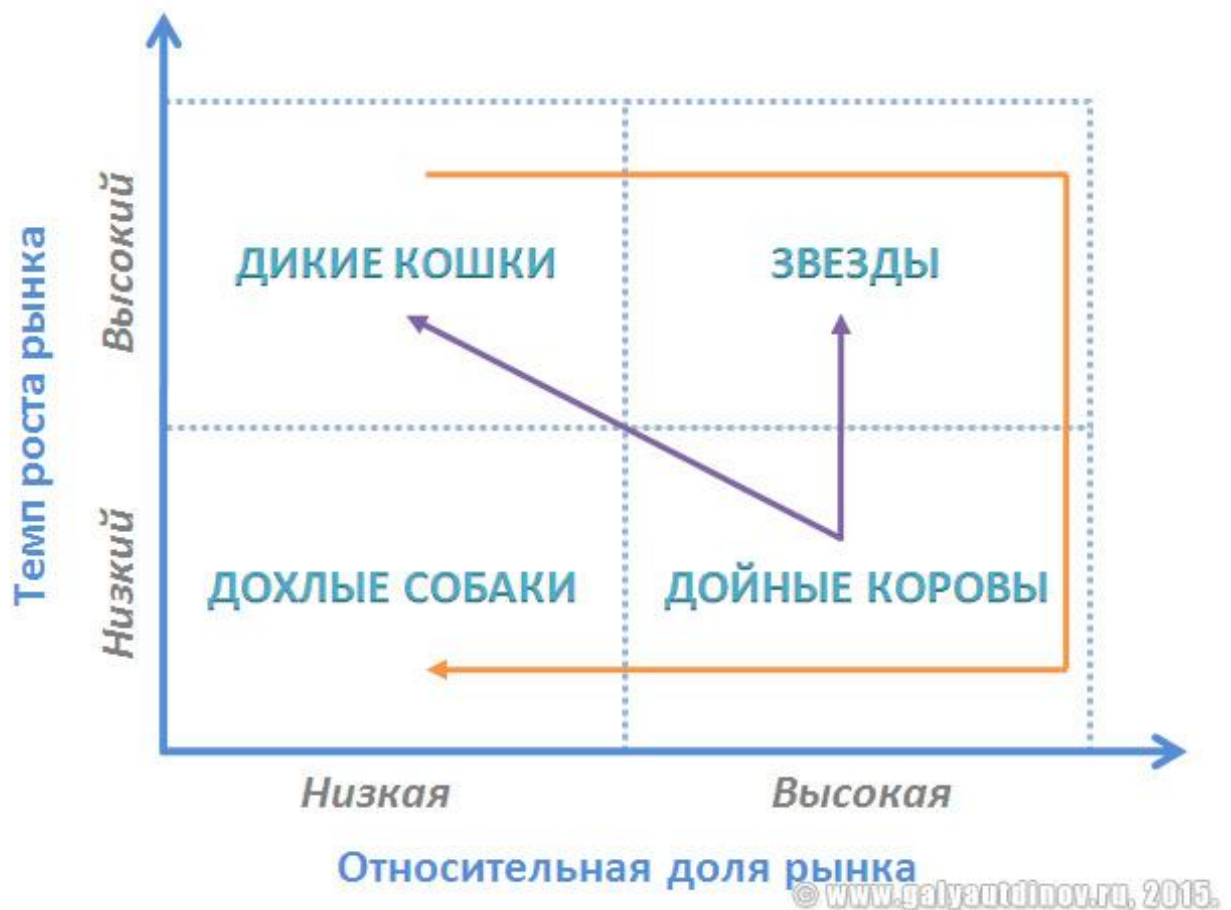 Темп роста рынка
Высокий
Низкий
ДИКИЕ КОШКИ
ЗВЕЗДЫ
ДОХЛЫЕ СОБАКИ
ДОЙНЫЕ КОРОВЫ
Низкая
Высокая
Относительная доля рынка
© www.galyautdinov.ru, 2015.